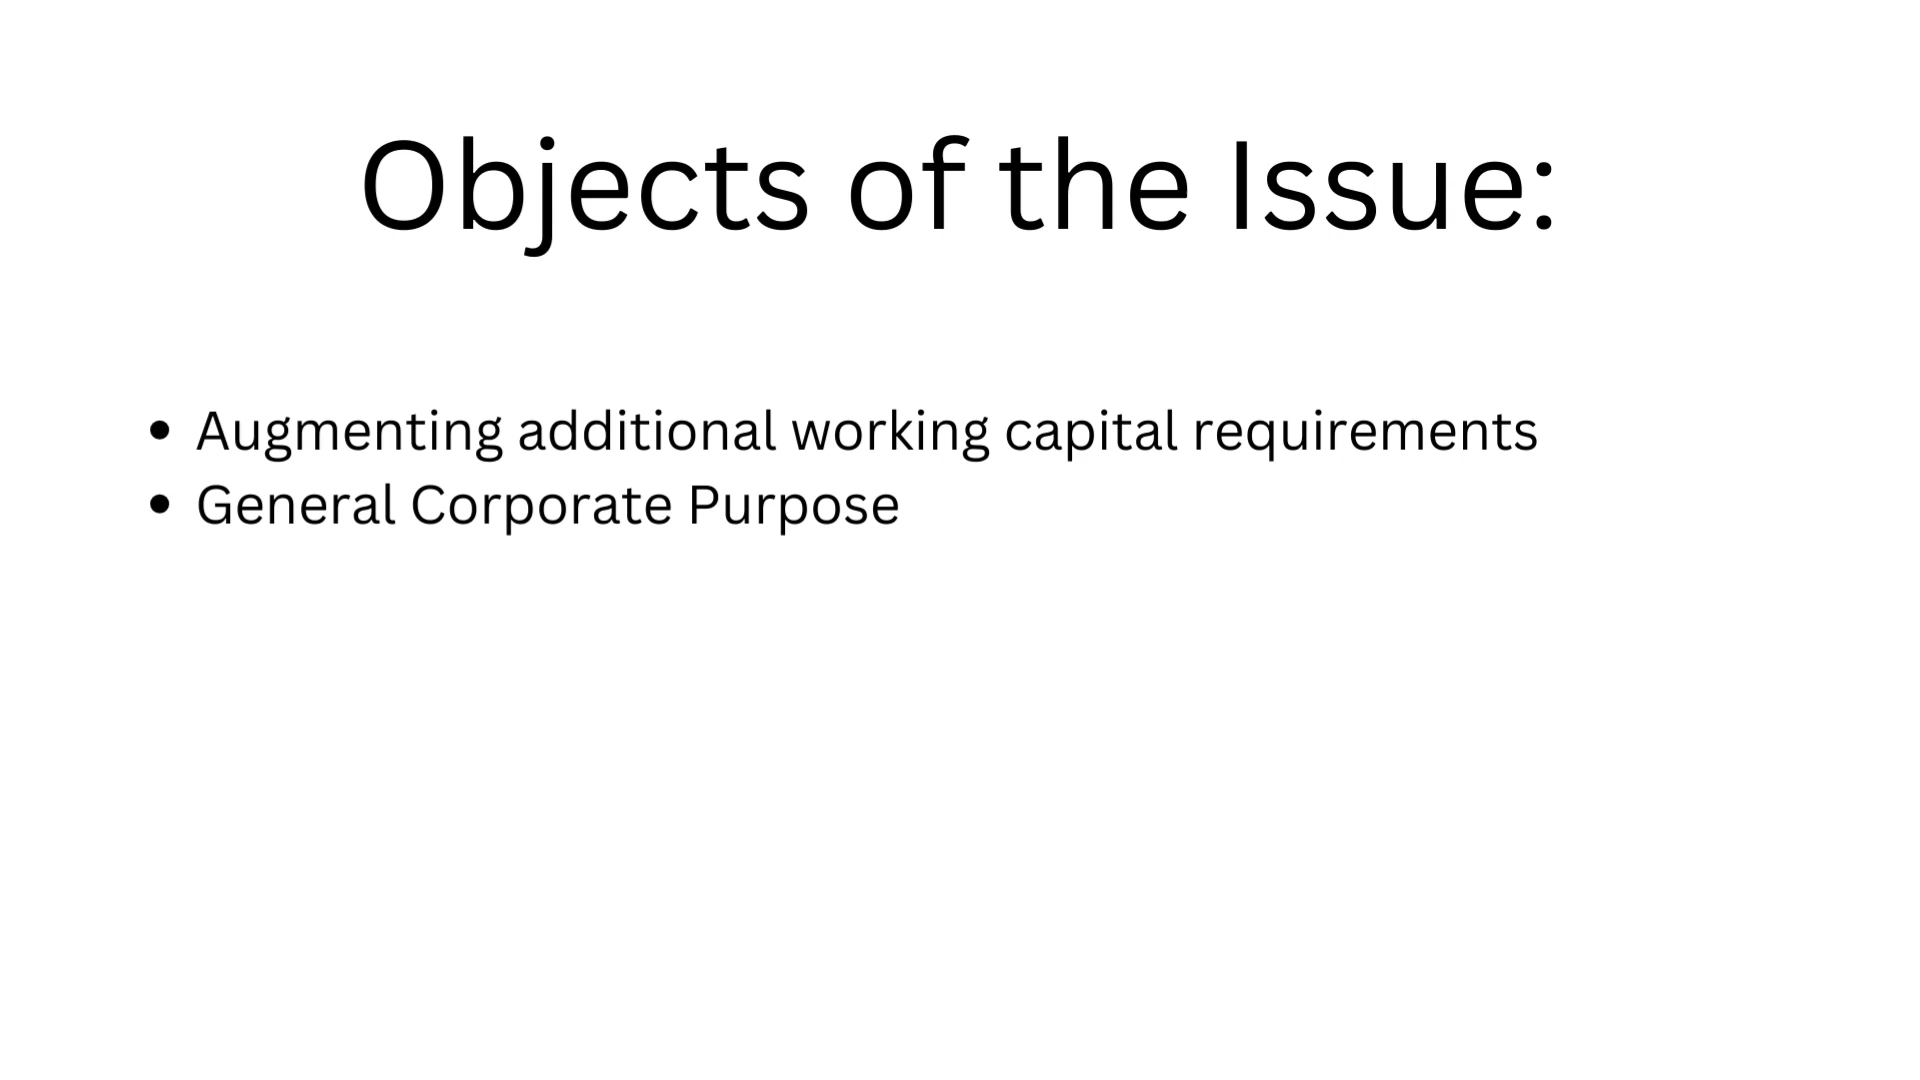 Objects of the Issue:
• Augmenting additional working capital requirements
• General Corporate Purpose